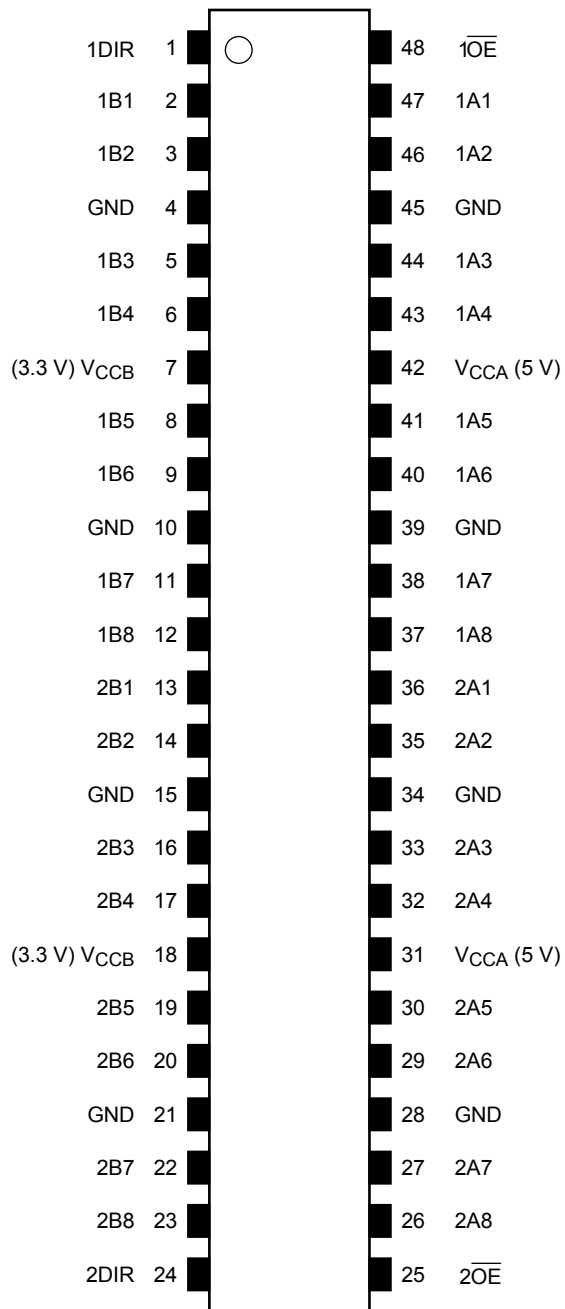 1DIR 1 48 1O̅E̅
1B1 2 47 1A1
1B2 3 46 1A2
GND 4 45 GND
1B3 5 44 1A3
1B4 6 43 1A4
(3.3 V) VCCB 7 42 VCCA (5 V)
1B5 8 41 1A5
1B6 9 40 1A6
GND 10 39 GND
1B7 11 38 1A7
1B8 12 37 1A8
2B1 13 36 2A1
2B2 14 35 2A2
GND 15 34 GND
2B3 16 33 2A3
2B4 17 32 2A4
(3.3 V) VCCB 18 31 VCCA (5 V)
2B5 19 30 2A5
2B6 20 29 2A6
GND 21 28 GND
2B7 22 27 2A7
2B8 23 26 2A8
2DIR 24 25 2O̅E̅